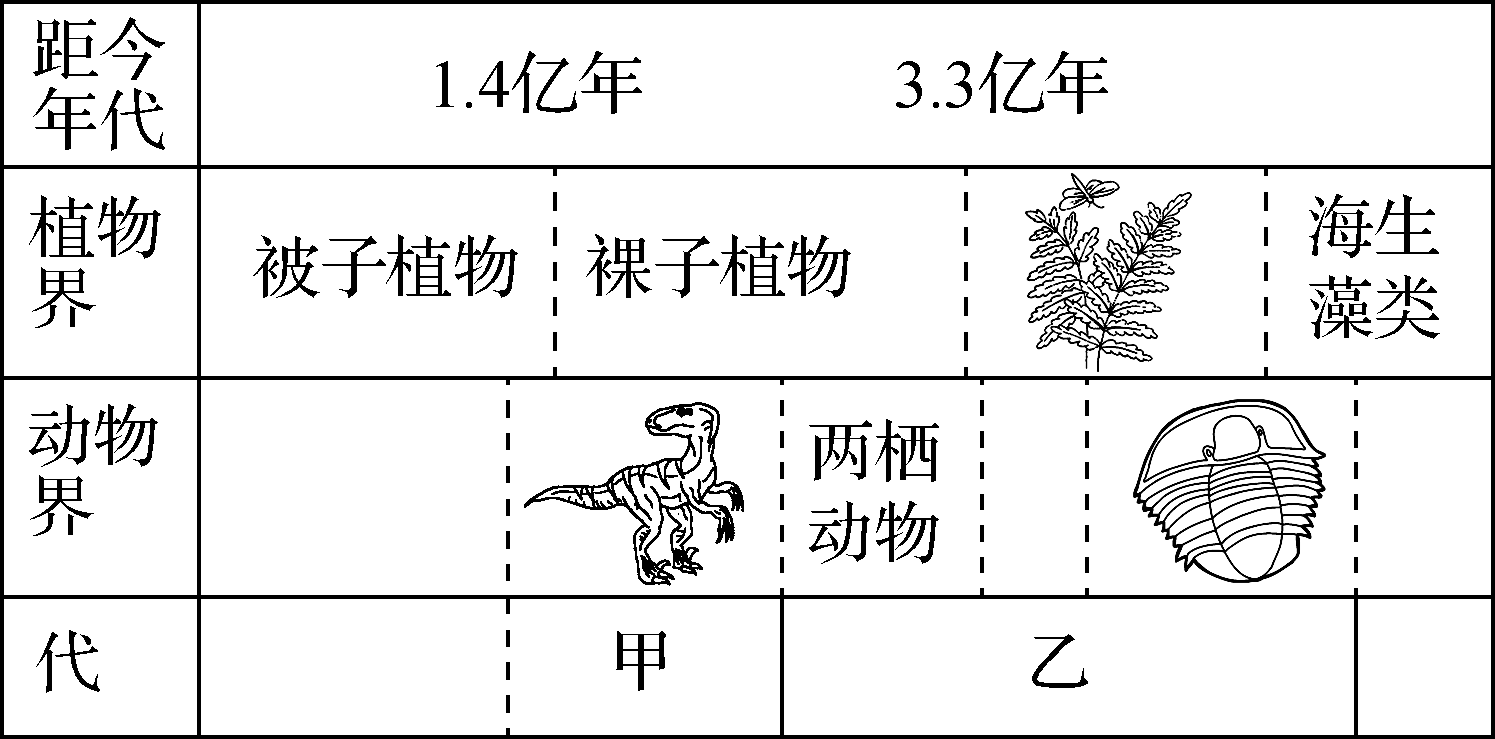 距今
年代
1.4亿年
3.3亿年
植物
界
被子植物
裸子植物
海生
藻类
动物
界
两栖
动物
代
甲
乙